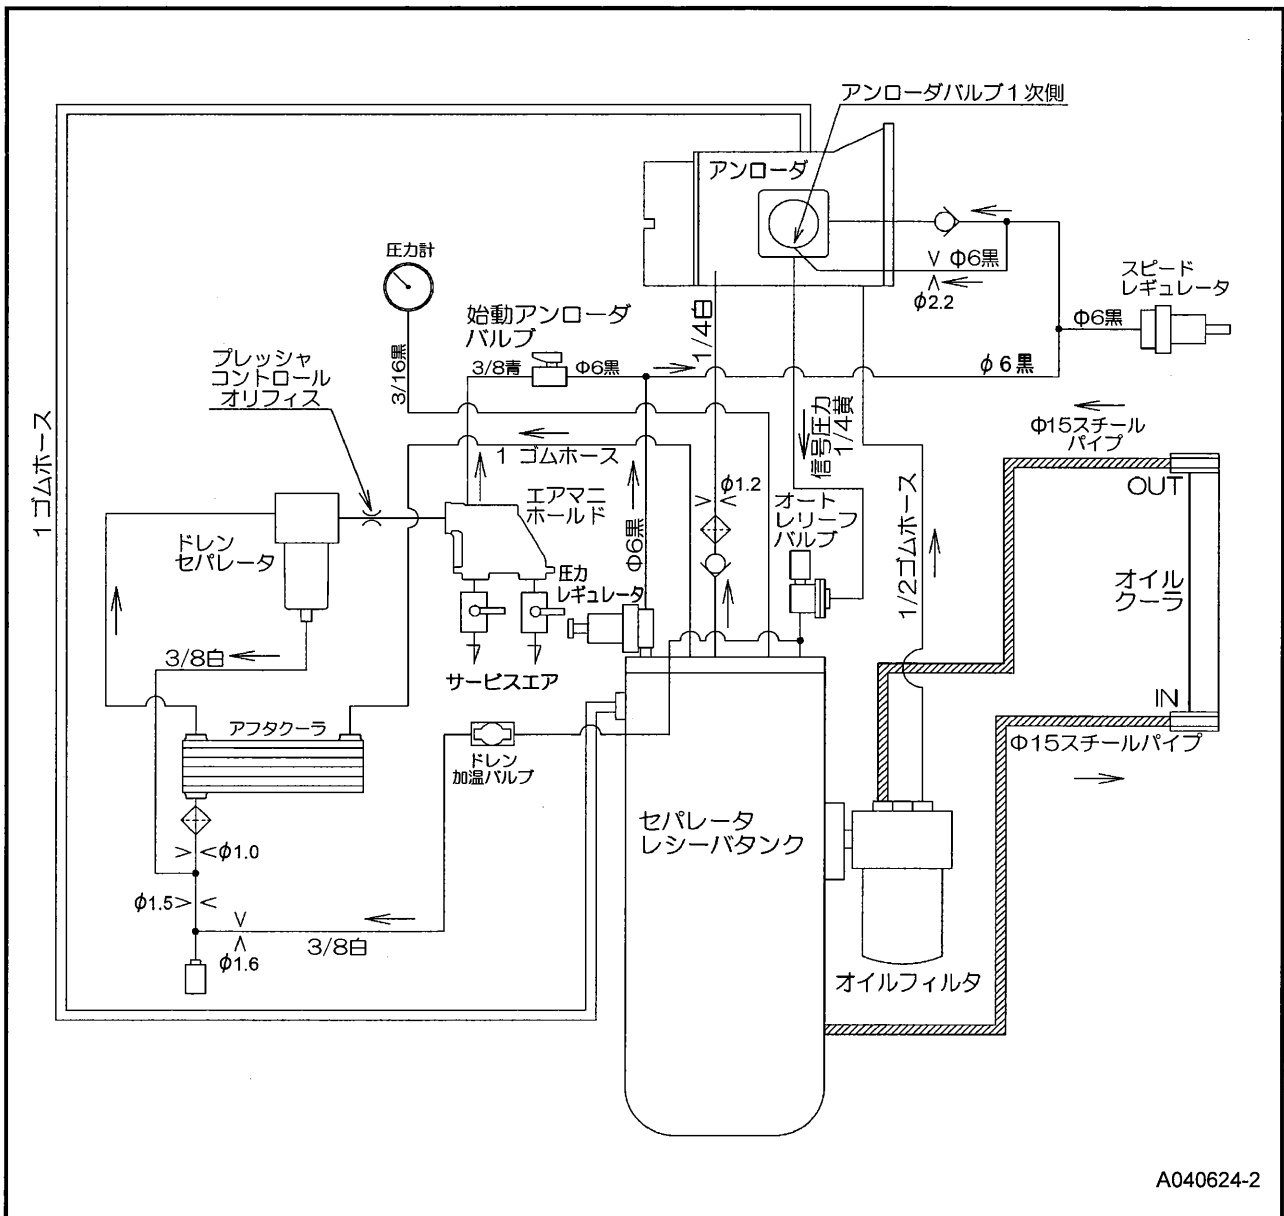 アンローダバルブ1次側
アンローダ
圧力計
V Φ6黒
Λ
ϕ2.2
スピード
レギュレータ
Φ6黒
始動アンローダ
バルブ
3/8青
Φ6黒
ϕ6黒
1/4白
3/16黒
プレッシャ
コントロール
オリフィス
1ゴムホース
1 ゴムホース
信号圧力
1/4黄
Φ15スチール
パイプ
OUT
エアマニ
ホールド
Φ6黒
ϕ1.2
オート
レリーフ
バルブ
1/2ゴムホース
ドレン
セパレータ
圧力
レギュレータ
オイル
クーラ
3/8白
サービスエア
IN
アフタクーラ
ドレン
加温バルブ
Φ15スチールパイプ
セパレータ
レシーバタンク
ϕ1.0
ϕ1.5
3/8白
ϕ1.6
オイルフィルタ
A040624-2